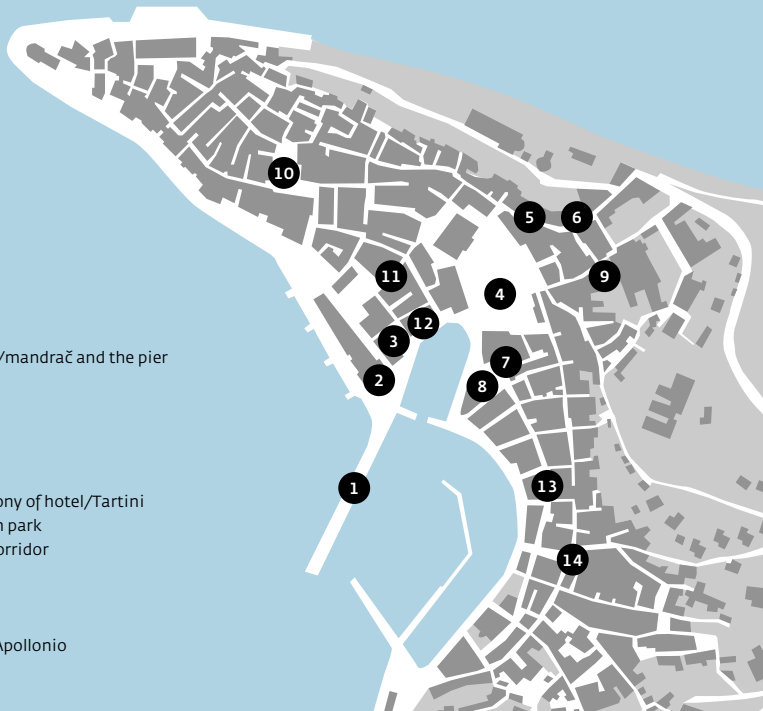 10
5
6
11
9
4
12
3
/mandrač and the pier
7
2
8
13
1
ony of hotel/Tartini
n park
orridor
14
Apollonio